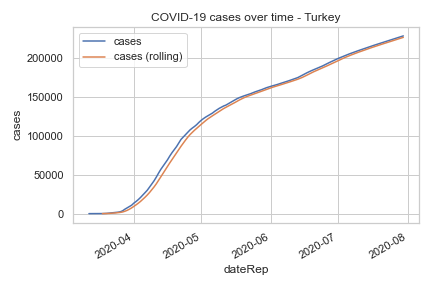 COVID-19 cases over time - Turkey
cases
cases (rolling)
200000
150000
100000
50000
0
cases
2020-04
2020-05
2020-06
2020-07
2020-08
dateRep